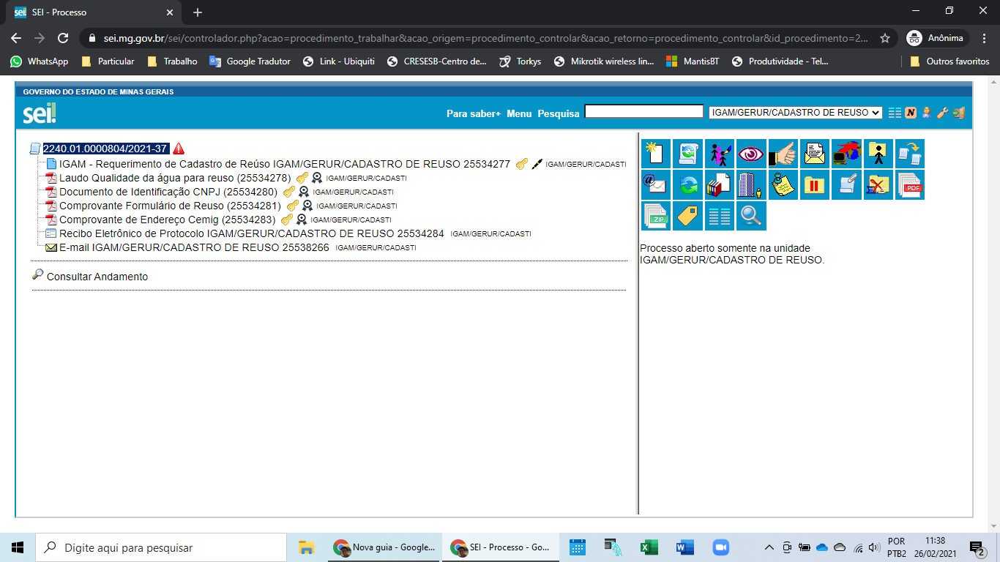 SEI - Processo
sei.mg.gov.br/sei/controlador.php?acao=procedimento_trabalhar&acao_origem=procedimento_controlar&acao_retorno=procedimento_controlar&id_procedimento=2...
Anônima
WhatsApp Particular Trabalho Google Tradutor Link - Ubiquiti CRESESB-Centro de... Torkys Mikrotik wireless lin... MantisBT Produtividade - Tel... Outros favoritos
GOVERNO DO ESTADO DE MINAS GERAIS
sei! Para saber+ Menu Pesquisa IGAM/GERUR/CADASTRO DE REUSO N
2240.01.0000804/2021-37
IGAM - Requerimento de Cadastro de Reúso IGAM/GERUR/CADASTRO DE REUSO 25534277 IGAM/GERUR/CADASTI
Laudo Qualidade da água para reuso (25534278) IGAM/GERUR/CADASTI
Documento de Identificação CNPJ (25534280) IGAM/GERUR/CADASTI
Comprovante Formulário de Reuso (25534281) IGAM/GERUR/CADASTI
Comprovante de Endereço Cemig (25534283) IGAM/GERUR/CADASTI
Recibo Eletrônico de Protocolo IGAM/GERUR/CADASTRO DE REUSO 25534284 IGAM/GERUR/CADASTI
E-mail IGAM/GERUR/CADASTRO DE REUSO 25538266 IGAM/GERUR/CADASTI
Consultar Andamento
PDF
ZIP
Processo aberto somente na unidade
IGAM/GERUR/CADASTRO DE REUSO.
Digite aqui para pesquisar
Nova guia - Google...
SEI - Processo - Go...
POR
PTB2
11:38
26/02/2021
2